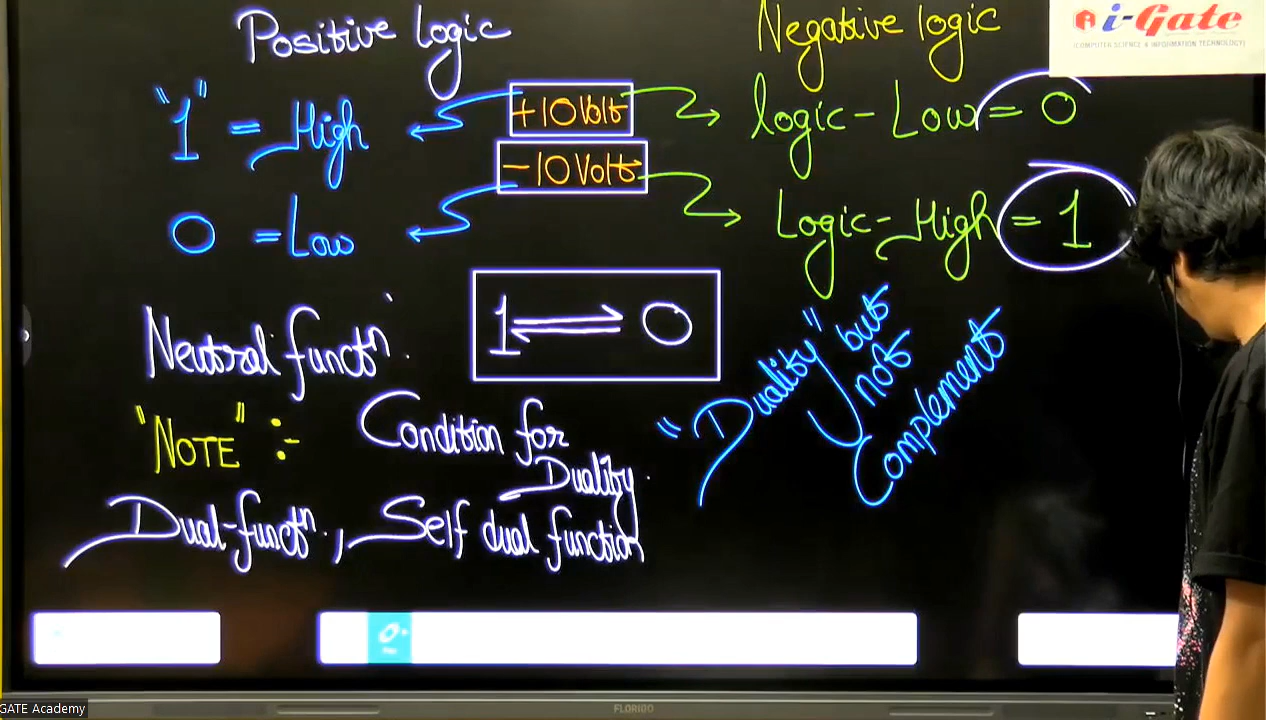 Positive logic
Negative logic
i-Gate
(COMPUTER SCIENCE & INFORMATION TECHNOLOGY)
"1" = High
+10Volt
logic-Low = 0
-10Volt
0 = Low
Logic-High = 1
1 ⇌ 0
Neutral functn.
"Duality" but
not
Complement
"NOTE" :-
Condition for
Duality.
Dual-functn., Self dual function
GATE Academy
FLORIDO